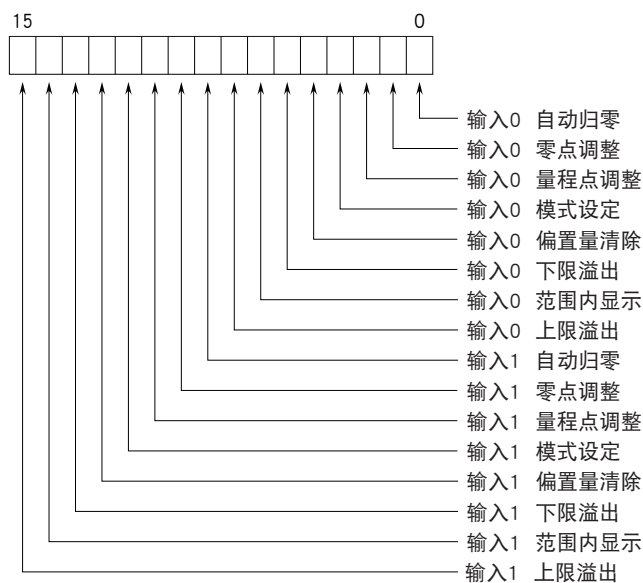 15 0
输入0 自动归零
输入0 零点调整
输入0 量程点调整
输入0 模式设定
输入0 偏置量清除
输入0 下限溢出
输入0 范围内显示
输入0 上限溢出
输入1 自动归零
输入1 零点调整
输入1 量程点调整
输入1 模式设定
输入1 偏置量清除
输入1 下限溢出
输入1 范围内显示
输入1 上限溢出